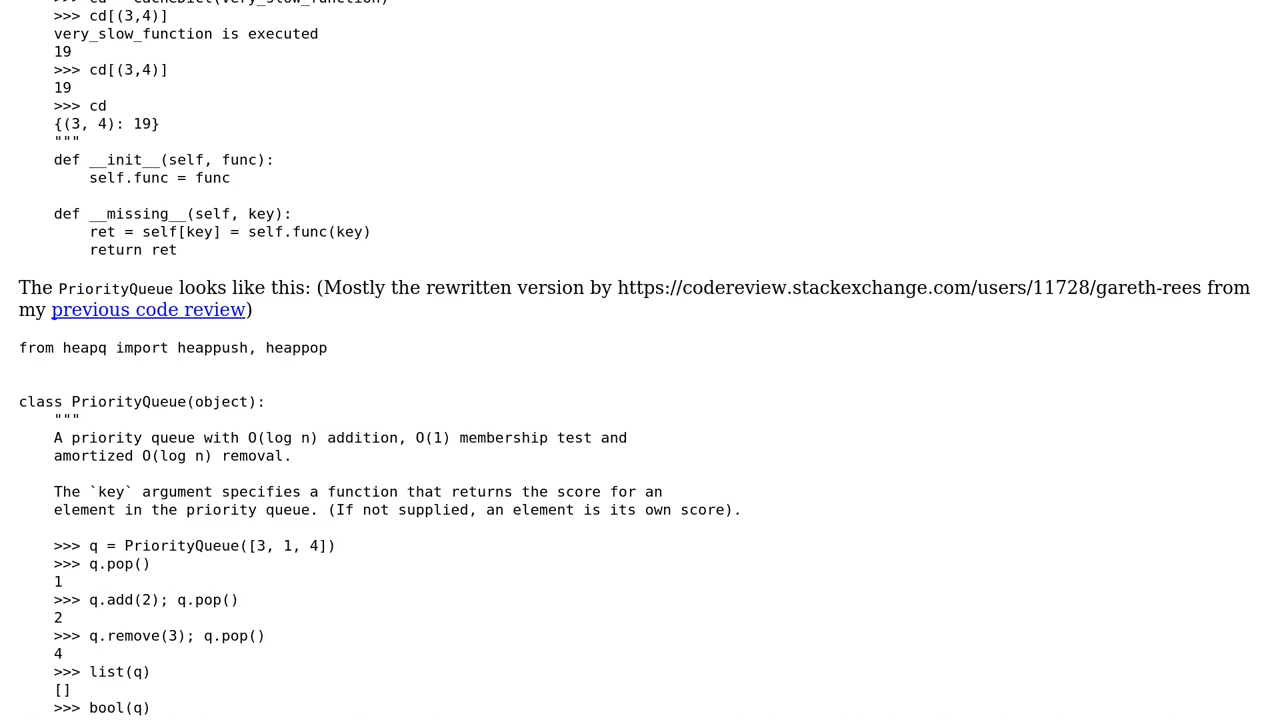 >>> cd = CacheDict(very_slow_function)
>>> cd[(3,4)]
very_slow_function is executed
19
>>> cd[(3,4)]
19
>>> cd
{(3, 4): 19}
"""
def __init__(self, func):
self.func = func
def __missing__(self, key):
ret = self[key] = self.func(key)
return ret
The PriorityQueue looks like this: (Mostly the rewritten version by https://codereview.stackexchange.com/users/11728/gareth-rees from
my previous code review)
from heapq import heappush, heappop
class PriorityQueue(object):
"""
A priority queue with O(log n) addition, O(1) membership test and
amortized O(log n) removal.
The `key` argument specifies a function that returns the score for an
element in the priority queue. (If not supplied, an element is its own score).
>>> q = PriorityQueue([3, 1, 4])
>>> q.pop()
1
>>> q.add(2); q.pop()
2
>>> q.remove(3); q.pop()
4
>>> list(q)
[]
>>> bool(q)